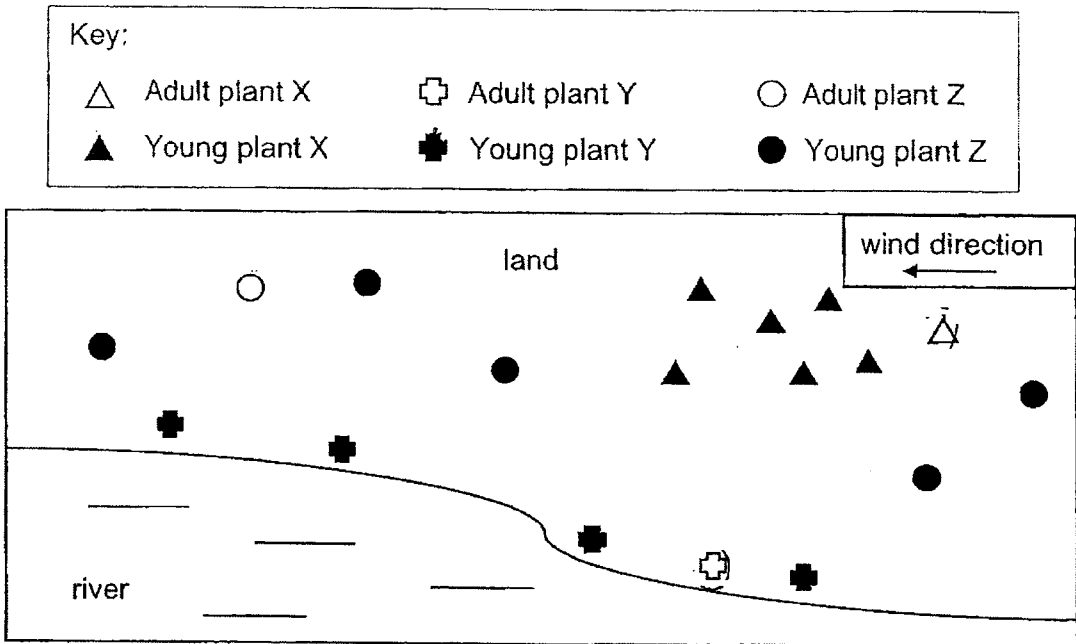 Key:
Adult plant X Adult plant Y Adult plant Z
Young plant X Young plant Y Young plant Z
land
wind direction
river